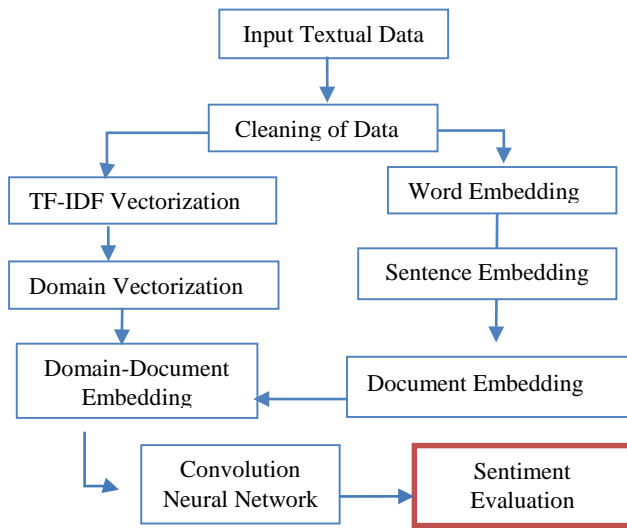 Input Textual Data
Cleaning of Data
TF-IDF Vectorization
Word Embedding
Domain Vectorization
Sentence Embedding
Domain-Document
Embedding
Document Embedding
Convolution
Neural Network
Sentiment
Evaluation